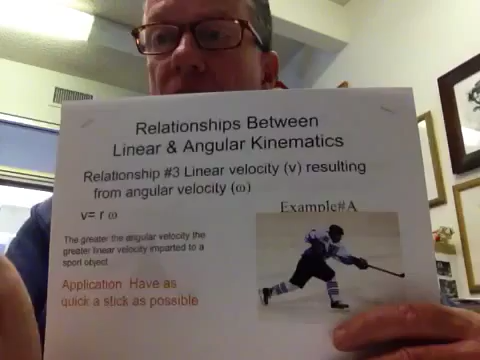 Relationships Between
Linear & Angular Kinematics
Relationship #3 Linear velocity (v) resulting
from angular velocity (ω)
v= r ω
Example#A
The greater the angular velocity the
greater linear velocity imparted to a
sport object
Application Have as
quick a stick as possible